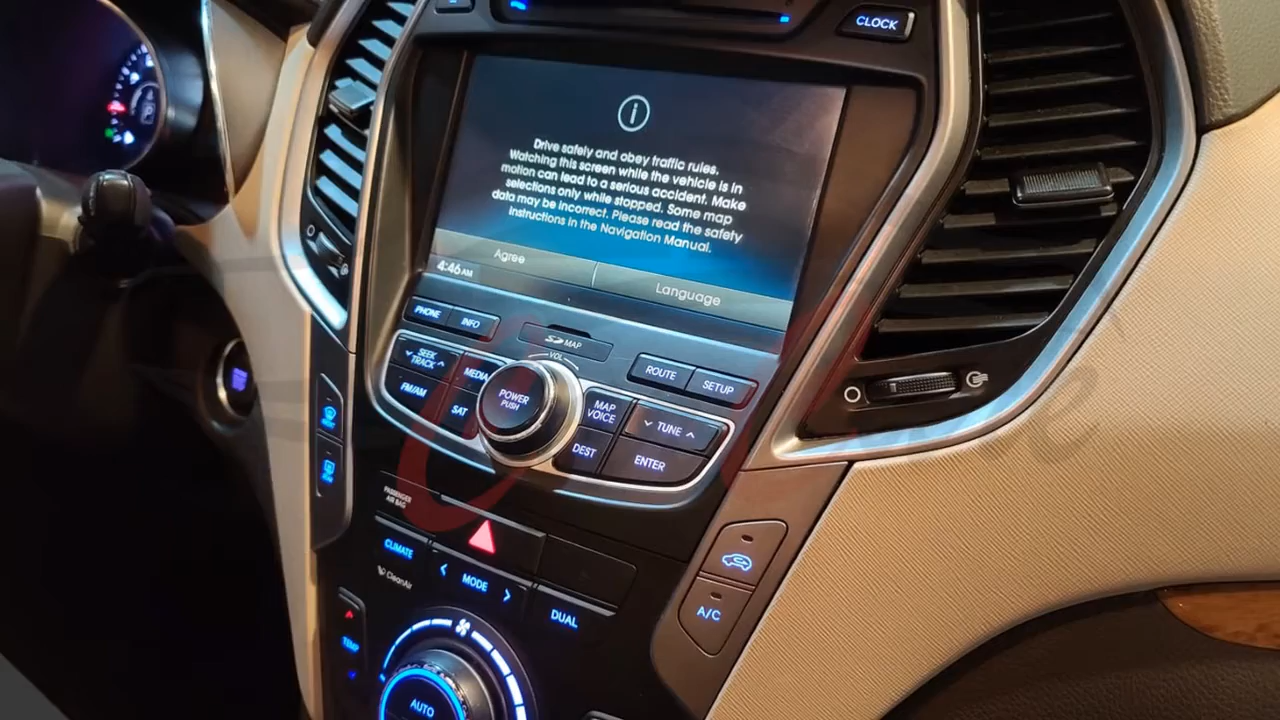 CLOCK
Drive safely and obey traffic rules.
Watching this screen while the vehicle is in
motion can lead to a serious accident. Make
selections only while stopped. Some map
data may be incorrect. Please read the safety
instructions in the Navigation Manual.
Agree
Language
4:46 AM
PHONE
INFO
SD MAP
VOL
SEEK
TRACK
MEDIA
FM/AM
SAT
POWER
PUSH
ROUTE
SETUP
MAP
VOICE
TUNE
DEST
ENTER
PASSENGER
AIR BAG
CLIMATE
CleanAir
MODE
DUAL
A/C
TEMP
AUTO